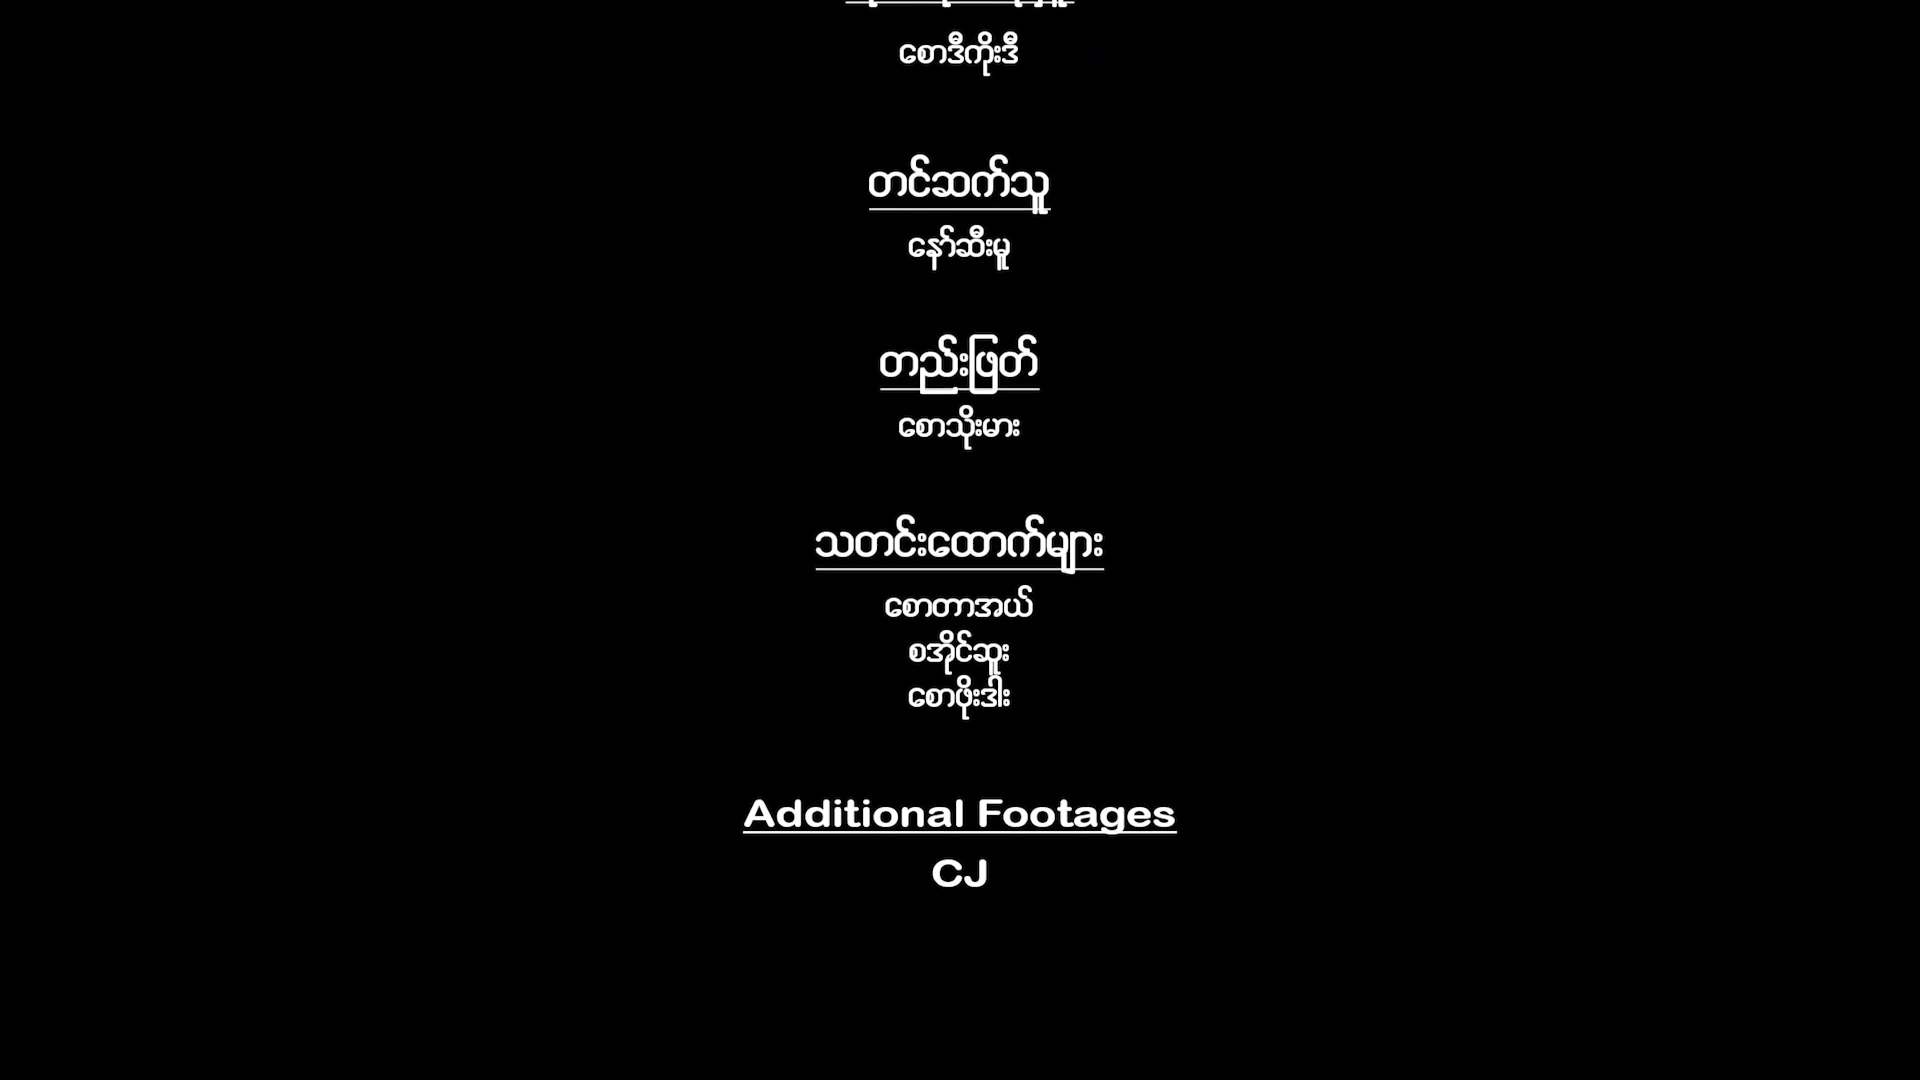 စောဒီကိုးဒီ
တင်ဆက်သူ
နော်ဆီးမူ
တည်းဖြတ်
စောသိုးမား
သတင်းထောက်များ
စောတာအယ်
စအိုင်ဆူး
စောဖိုးဒါး
Additional Footages
CJ